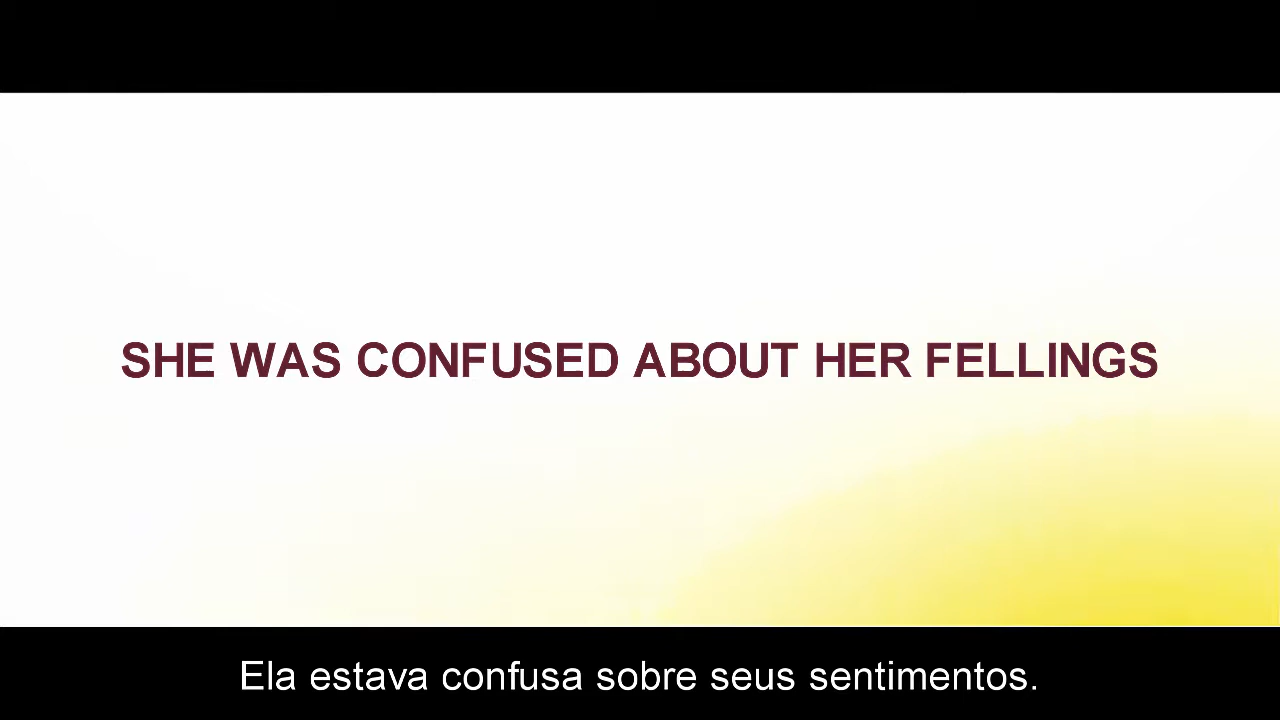 SHE WAS CONFUSED ABOUT HER FELLINGS
Ela estava confusa sobre seus sentimentos.